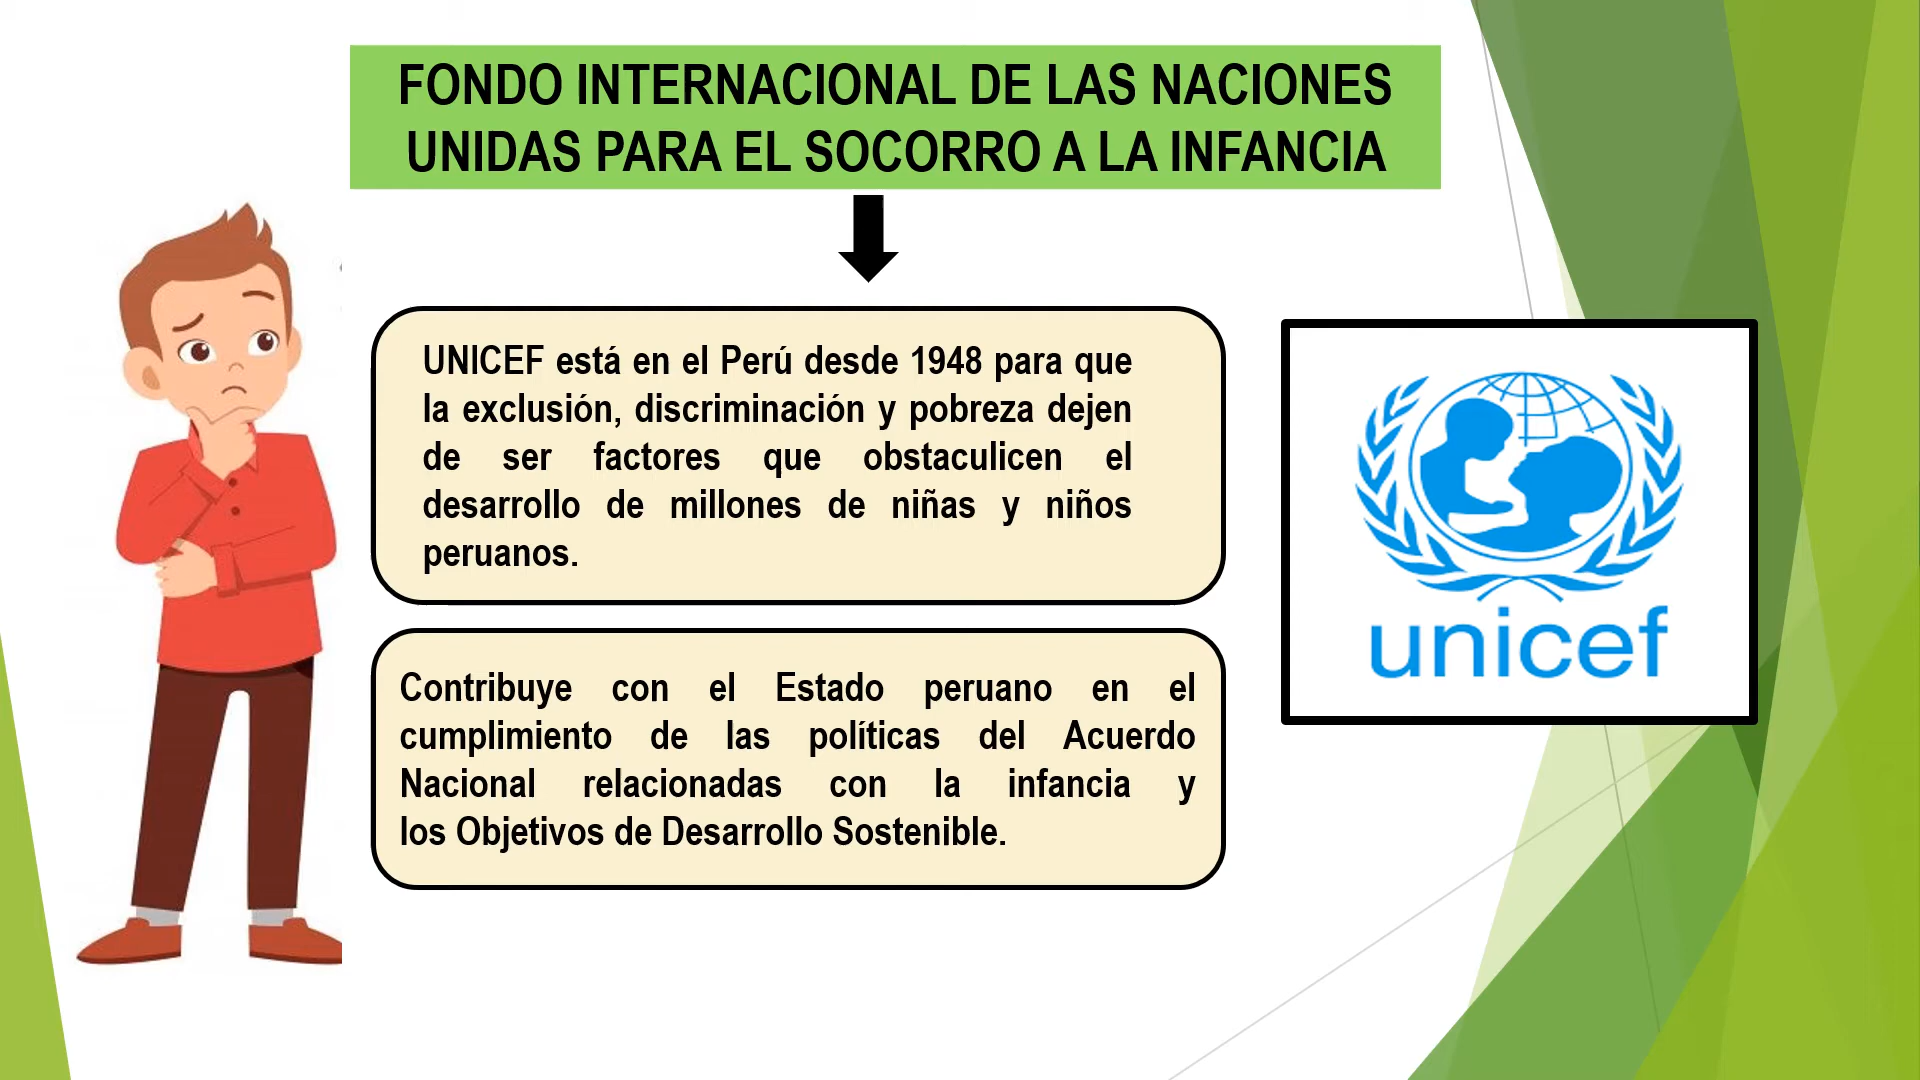 FONDO INTERNACIONAL DE LAS NACIONES
UNIDAS PARA EL SOCORRO A LA INFANCIA
UNICEF está en el Perú desde 1948 para que
la exclusión, discriminación y pobreza dejen
de ser factores que obstaculicen el
desarrollo de millones de niñas y niños
peruanos.
Contribuye con el Estado peruano en el
cumplimiento de las políticas del Acuerdo
Nacional relacionadas con la infancia y
los Objetivos de Desarrollo Sostenible.
unicef